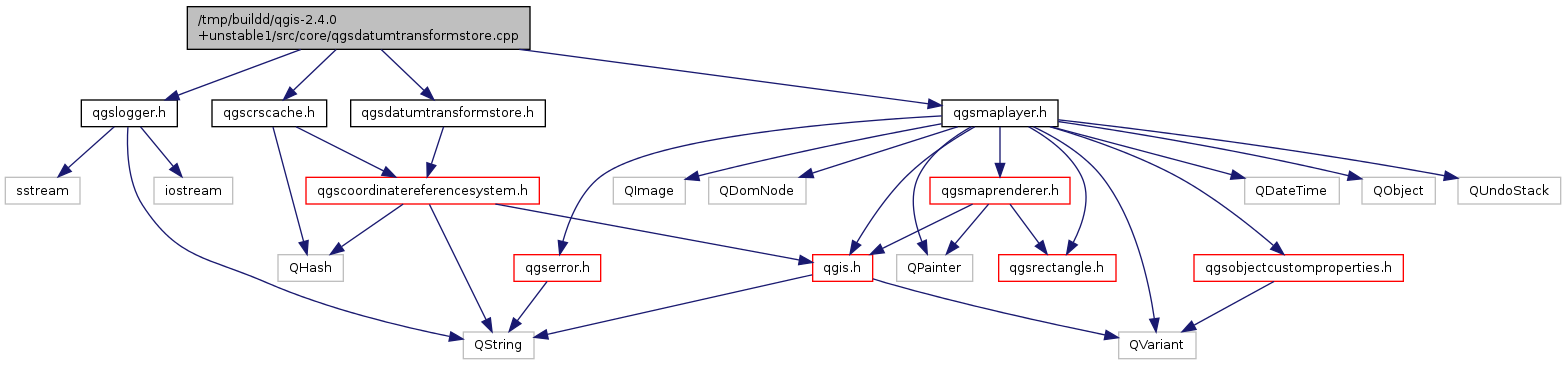 /tmp/buildd/qgis-2.4.0
+unstable1/src/core/qgsdatumtransformstore.cpp
qgslogger.h
qgscrscache.h
qgsdatumtransformstore.h
qgsmaplayer.h
sstream
iostream
qgscoordinatereferencesystem.h
QImage
QDomNode
qgsmaprenderer.h
QDateTime
QObject
QUndoStack
QHash
qgserror.h
qgis.h
QPainter
qgsrectangle.h
qgsobjectcustomproperties.h
QString
QVariant